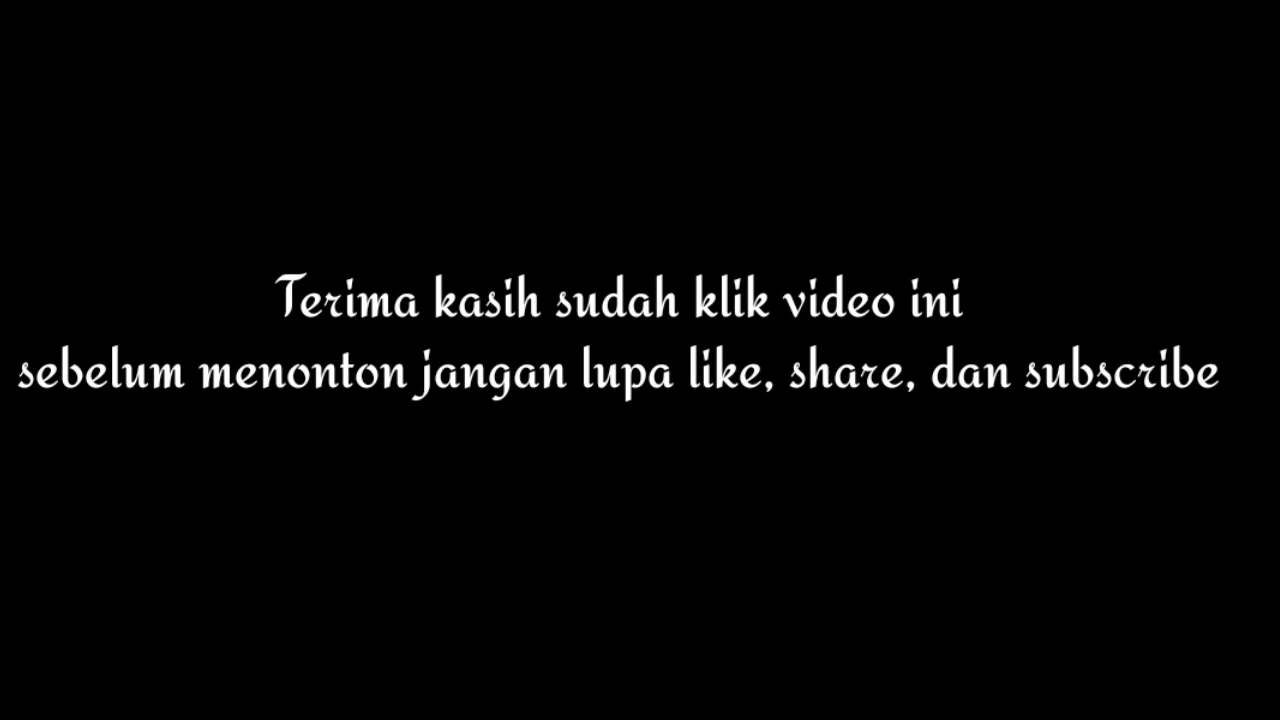 Terima kasih sudah klik video ini
sebelum menonton jangan lupa like, share, dan subscribe